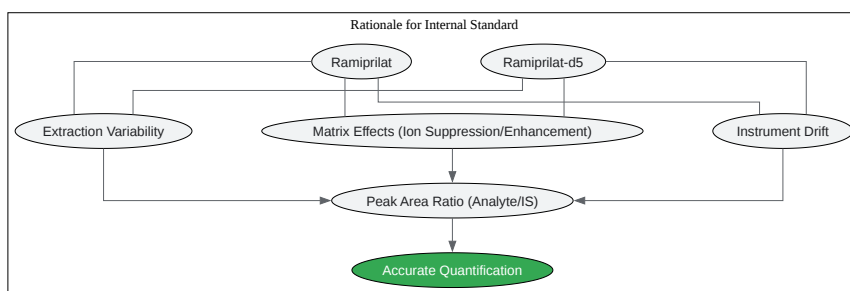 Rationale for Internal Standard
Ramiprilat
Ramiprilat-d5
Extraction Variability
Matrix Effects (Ion Suppression/Enhancement)
Instrument Drift
Peak Area Ratio (Analyte/IS)
Accurate Quantification